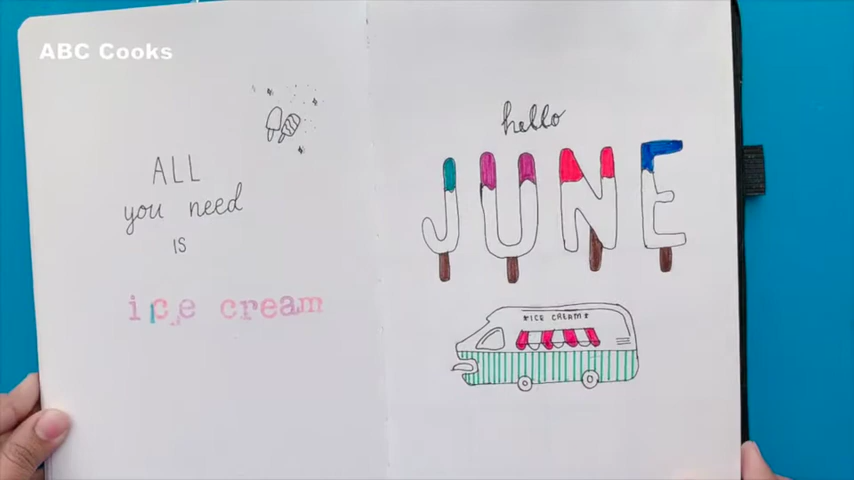 ABC Cooks
ALL
you need
is
ice cream
hello
JUNE
*ICE CREAM*